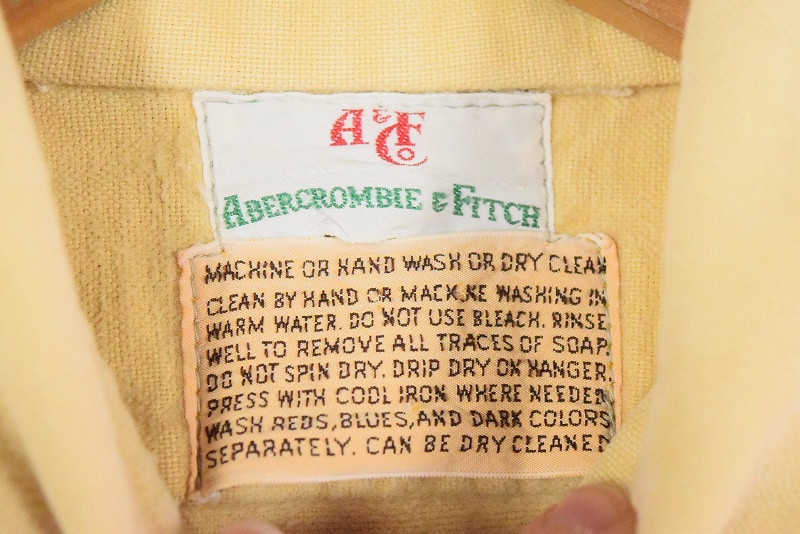 A&F Co
ABERCROMBIE & FITCH
MACHINE OR HAND WASH OR DRY CLEAN
CLEAN BY HAND OR MACHINE WASHING IN
WARM WATER. DO NOT USE BLEACH. RINSE
WELL TO REMOVE ALL TRACES OF SOAP.
DO NOT SPIN DRY. DRIP DRY ON HANGER.
PRESS WITH COOL IRON WHERE NEEDED.
WASH REDS, BLUES, AND DARK COLORS
SEPARATELY. CAN BE DRY CLEANED